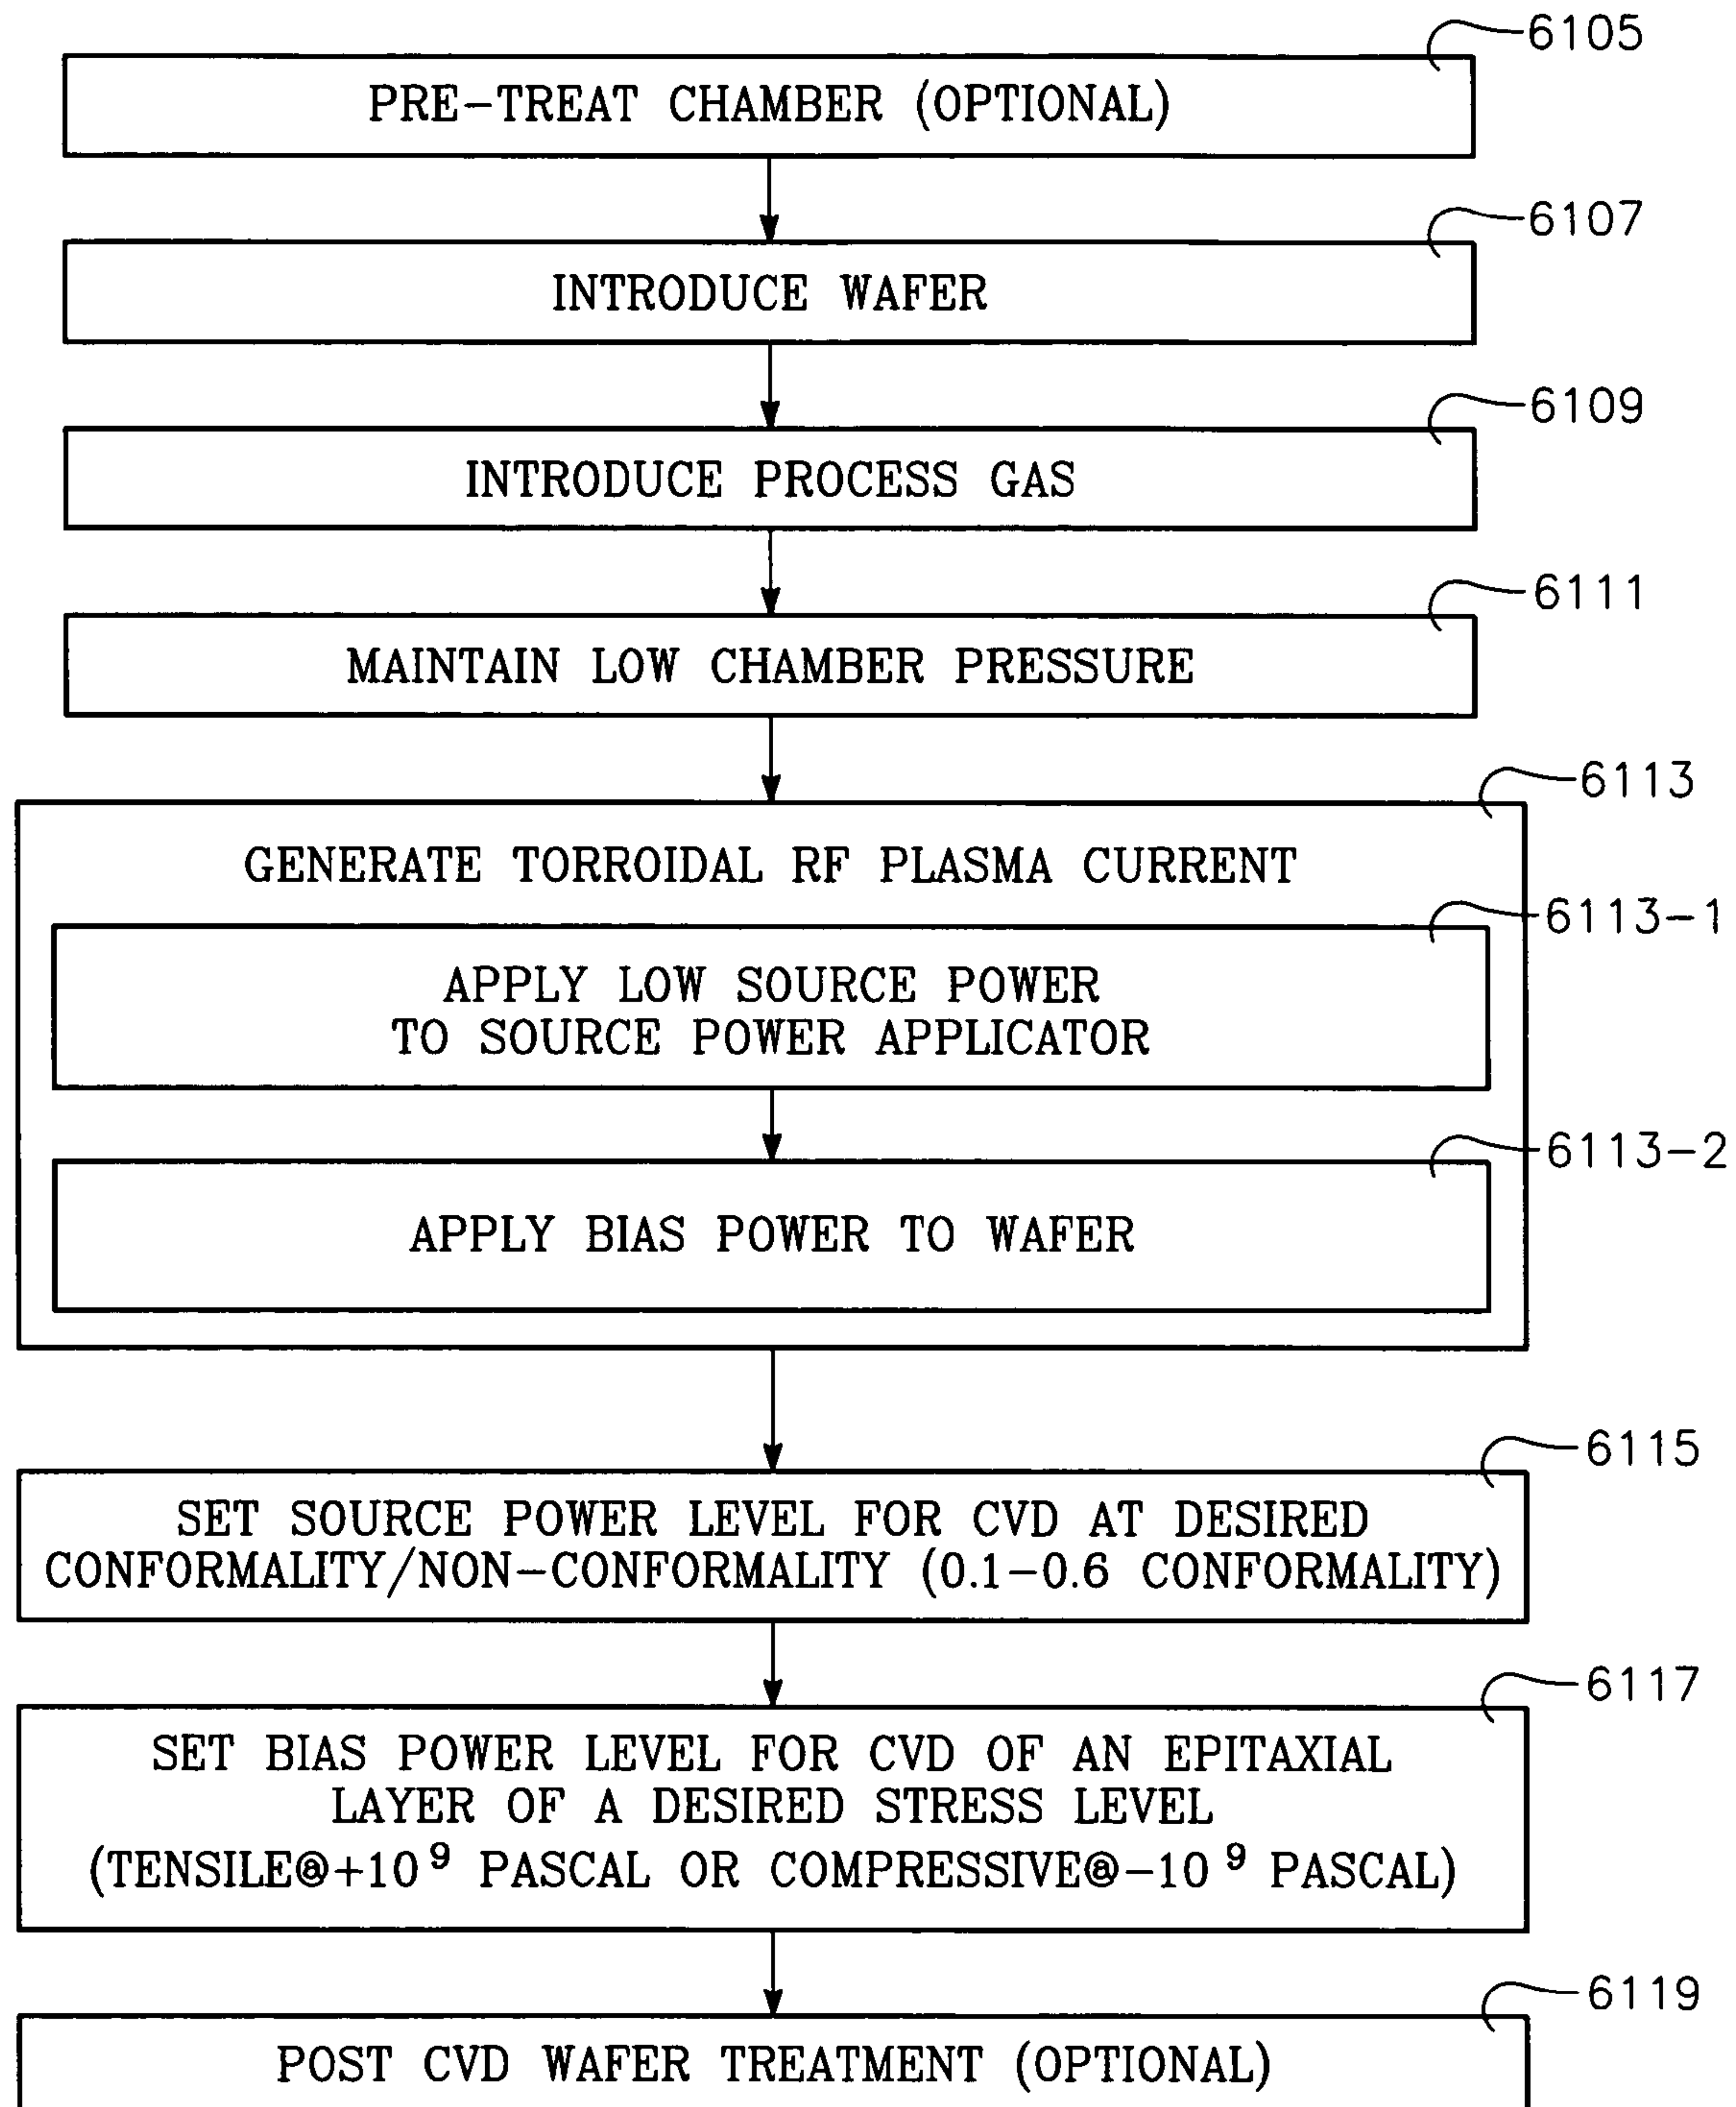 6105
PRE-TREAT CHAMBER (OPTIONAL)
6107
INTRODUCE WAFER
6109
INTRODUCE PROCESS GAS
6111
MAINTAIN LOW CHAMBER PRESSURE
6113
GENERATE TORROIDAL RF PLASMA CURRENT
6113-1
APPLY LOW SOURCE POWER
TO SOURCE POWER APPLICATOR
6113-2
APPLY BIAS POWER TO WAFER
6115
SET SOURCE POWER LEVEL FOR CVD AT DESIRED
CONFORMALITY/NON-CONFORMALITY (0.1-0.6 CONFORMALITY)
6117
SET BIAS POWER LEVEL FOR CVD OF AN EPITAXIAL
LAYER OF A DESIRED STRESS LEVEL
(TENSILE@+10⁹ PASCAL OR COMPRESSIVE@-10⁹ PASCAL)
6119
POST CVD WAFER TREATMENT (OPTIONAL)